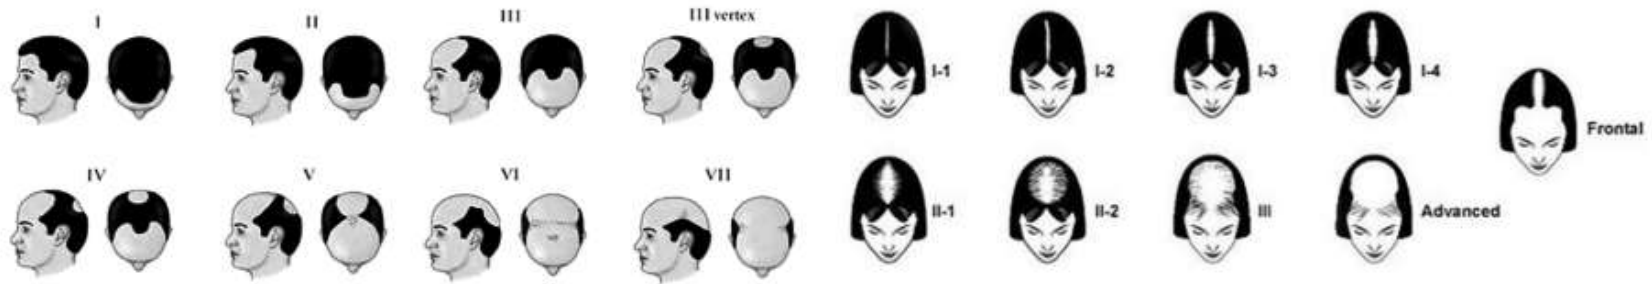 I
II
III
III vertex
I-1
I-2
I-3
I-4
Frontal
IV
V
VI
VII
II-1
II-2
III
Advanced